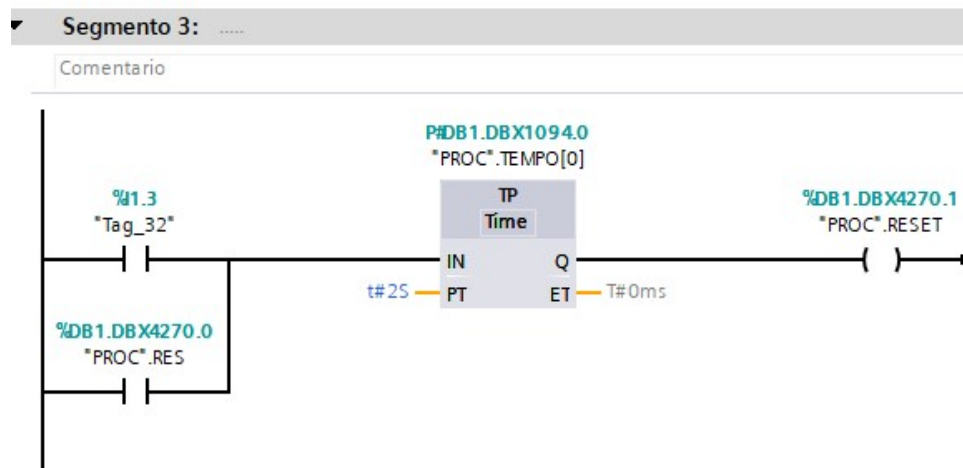 Segmento 3: .....
Comentario
P#DB1.DBX1094.0
"PROC".TEMPO[0]
%I1.3
"Tag_32"
TP
Time
%DB1.DBX4270.1
"PROC".RESET
IN Q
t#2S PT ET T#0ms
%DB1.DBX4270.0
"PROC".RES